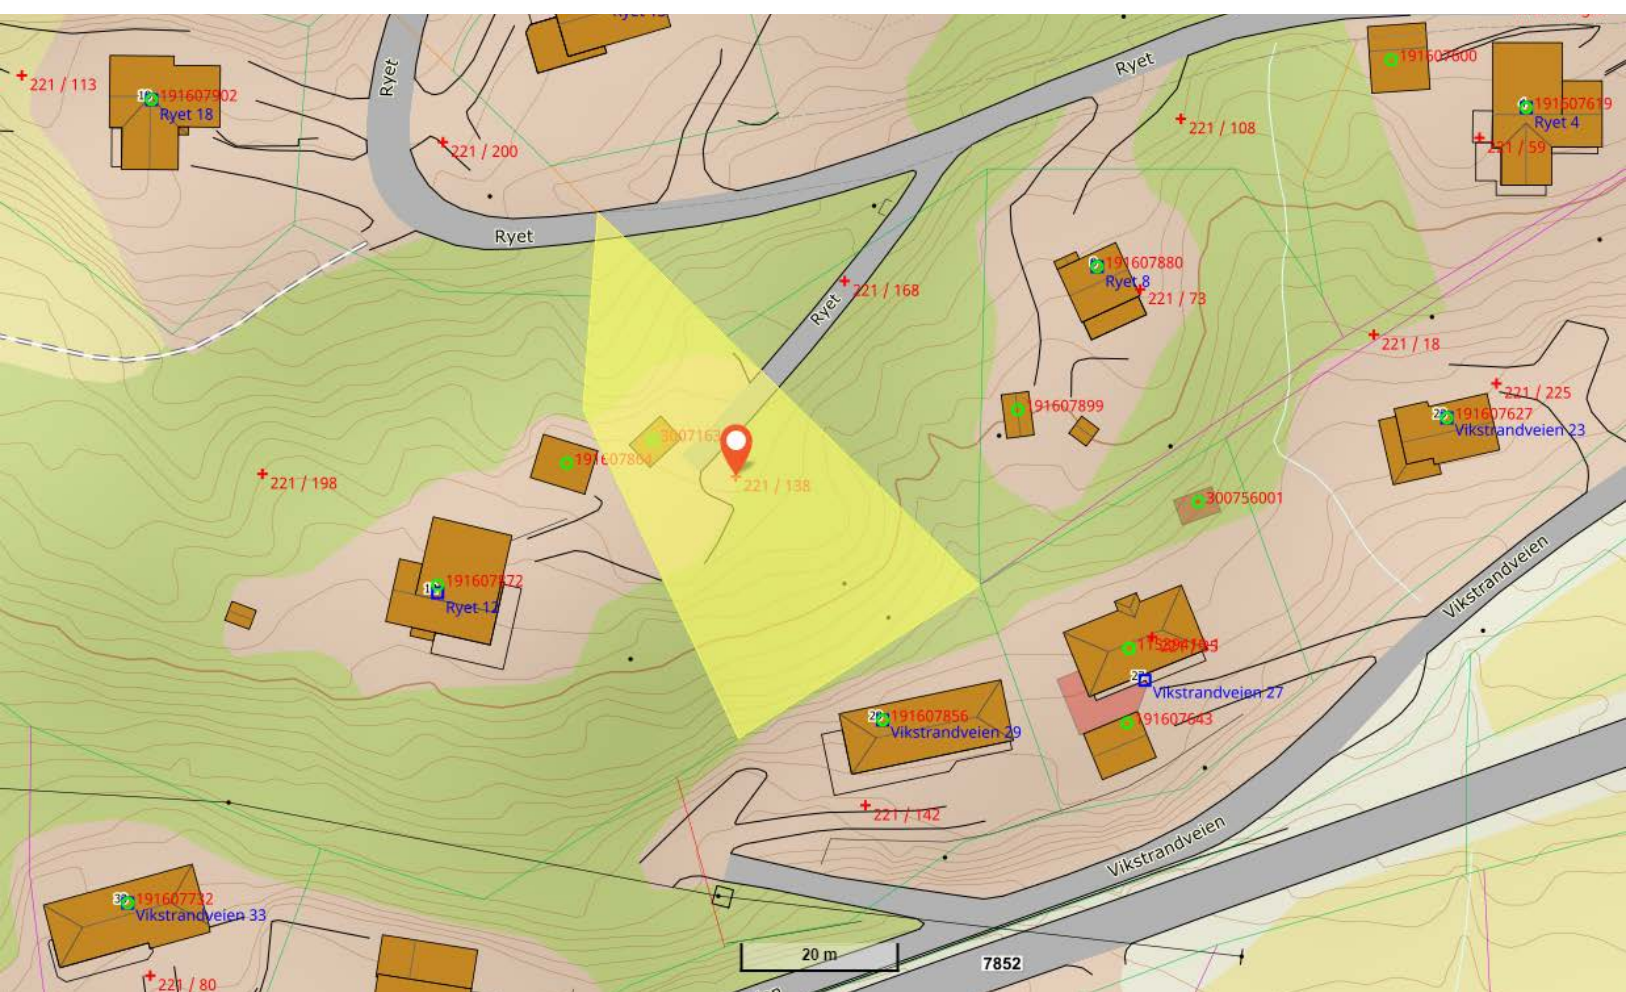 Ryet
Ryet
221 / 113
191607902
Ryet 18
221 / 200
221 / 108
191607600
191607619
Ryet 4
221 / 59
Ryet
221 / 168
Ryet
191607880
Ryet 8
221 / 73
221 / 18
221 / 225
191607627
Vikstrandveien 23
191607899
221 / 198
221 / 138
300756001
Ryet 12
Vikstrandveien
Vikstrandveien 27
191607643
191607856
Vikstrandveien 29
221 / 142
Vikstrandveien
191607732
Vikstrandveien 33
20 m
7852
221 / 80